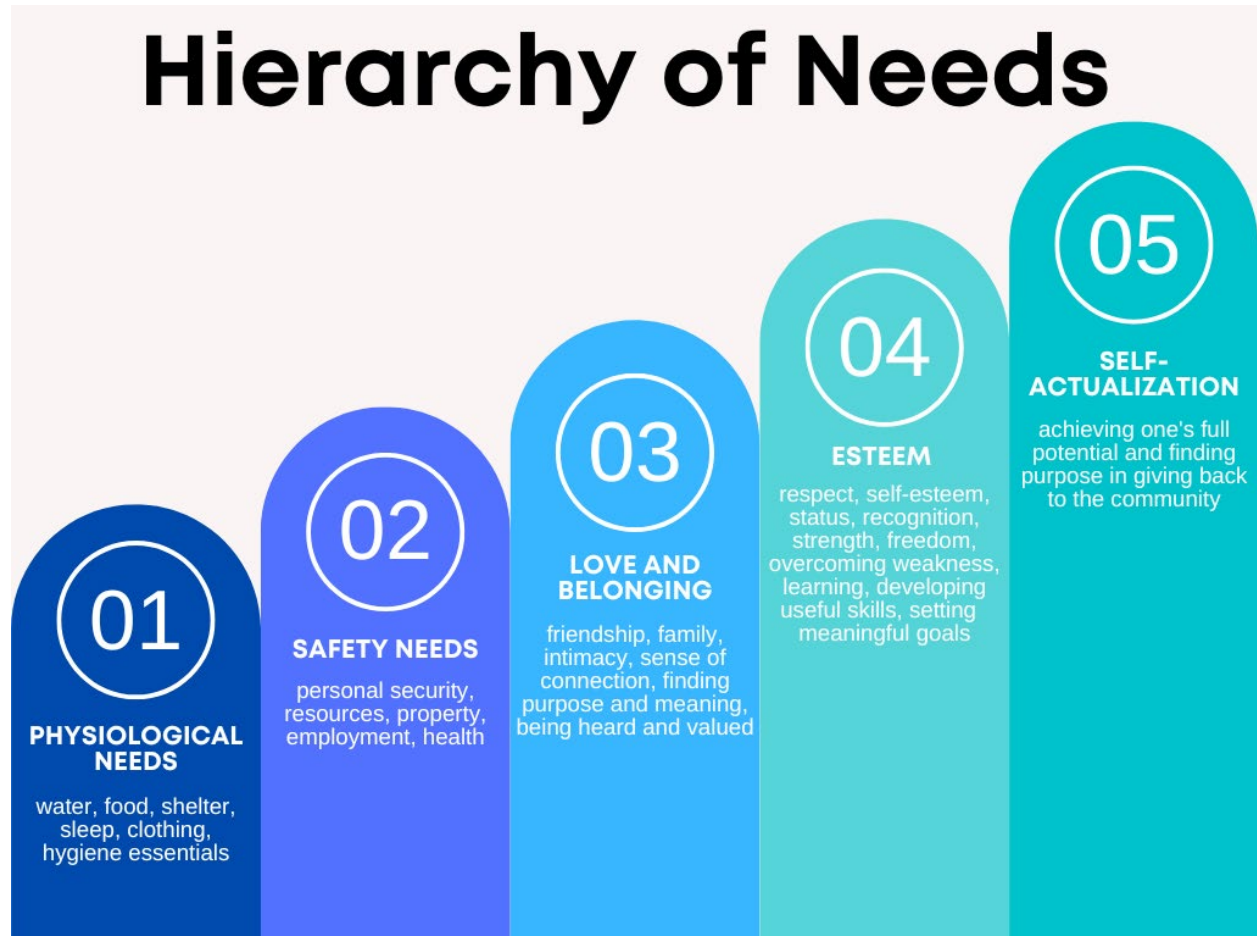 Hierarchy of Needs
01
PHYSIOLOGICAL
NEEDS
water, food, shelter,
sleep, clothing,
hygiene essentials
02
SAFETY NEEDS
personal security,
resources, property,
employment, health
03
LOVE AND
BELONGING
friendship, family,
intimacy, sense of
connection, finding
purpose and meaning,
being heard and valued
04
ESTEEM
respect, self-esteem,
status, recognition,
strength, freedom,
overcoming weakness,
learning, developing
useful skills, setting
meaningful goals
05
SELF-
ACTUALIZATION
achieving one's full
potential and finding
purpose in giving back
to the community